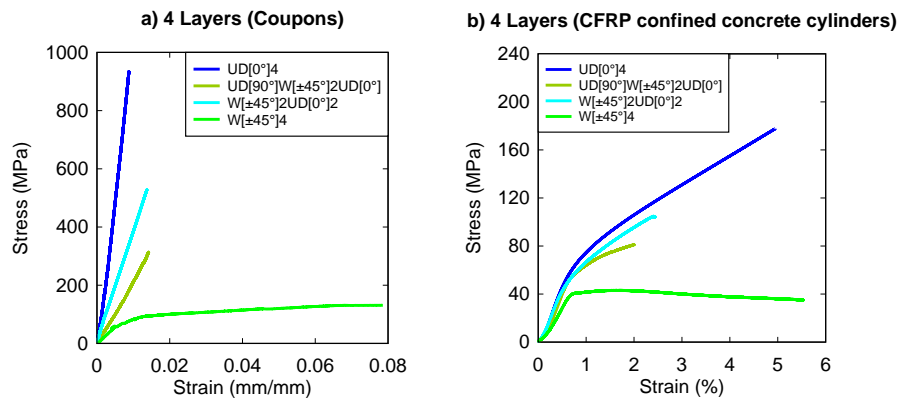 a) 4 Layers (Coupons)
1000
800
600
400
200
0
Stress (MPa)
UD[0°]4
UD[90°]W[±45°]2UD[0°]
W[±45°]2UD[0°]2
W[±45°]4
0 0.02 0.04 0.06 0.08
Strain (mm/mm)
b) 4 Layers (CFRP confined concrete cylinders)
240
200
160
120
80
40
0
Stress (MPa)
UD[0°]4
UD[90°]W[±45°]2UD[0°]
W[±45°]2UD[0°]2
W[±45°]4
0 1 2 3 4 5 6
Strain (%)